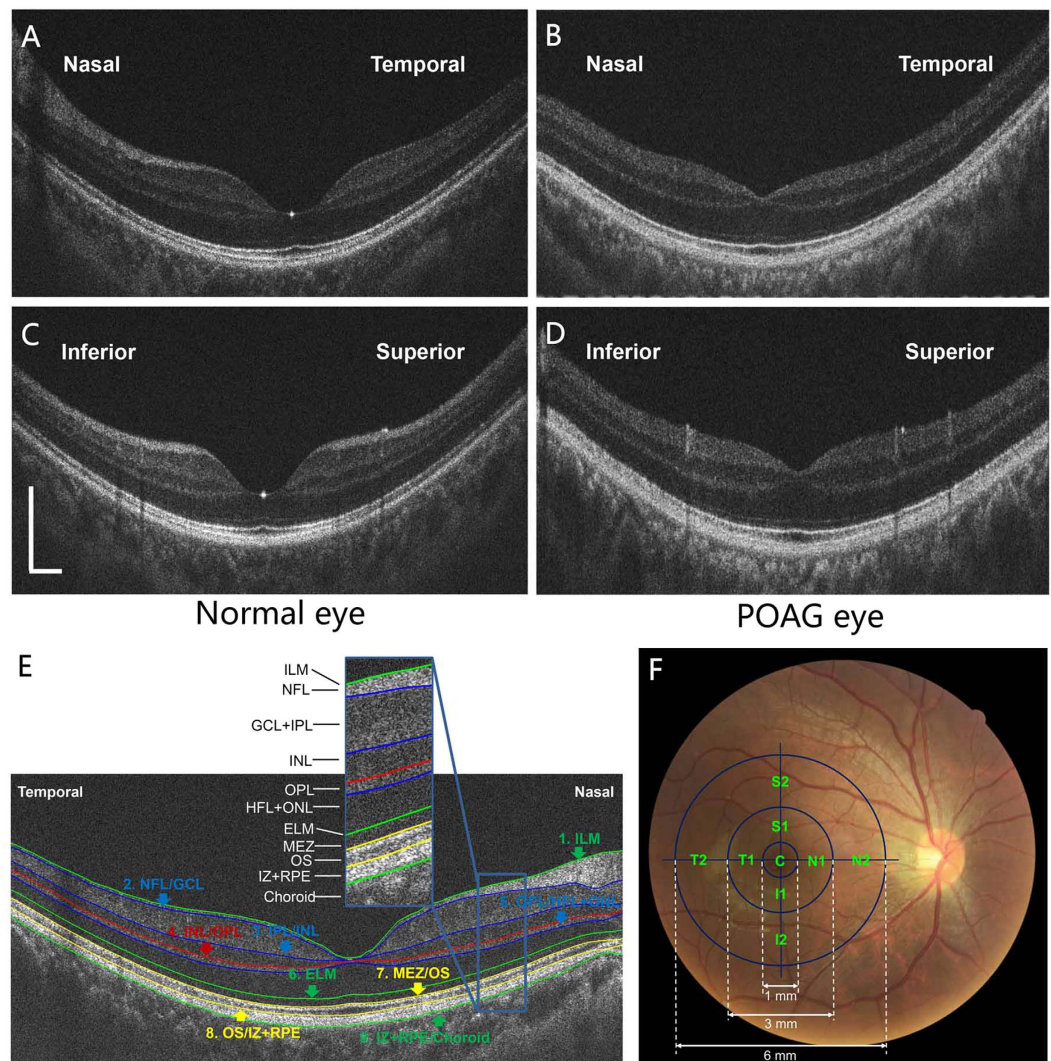 A
Nasal
Temporal
B
Nasal
Temporal
C
Inferior
Superior
D
Inferior
Superior
Normal eye
POAG eye
E
ILM
NFL
GCL+IPL
INL
OPL
HFL+ONL
ELM
MEZ
OS
IZ+RPE
Choroid
Temporal
Nasal
1. ILM
2. NFL/GCL
5. OPL/HFL+ONL
4. INL/OPL
3. IPL/INL
6. ELM
7. MEZ/OS
8. OS/IZ+RPE
9. IZ+RPE/Choroid
F
S2
S1
T2
T1
C
N1
N2
I1
I2
1 mm
3 mm
6 mm